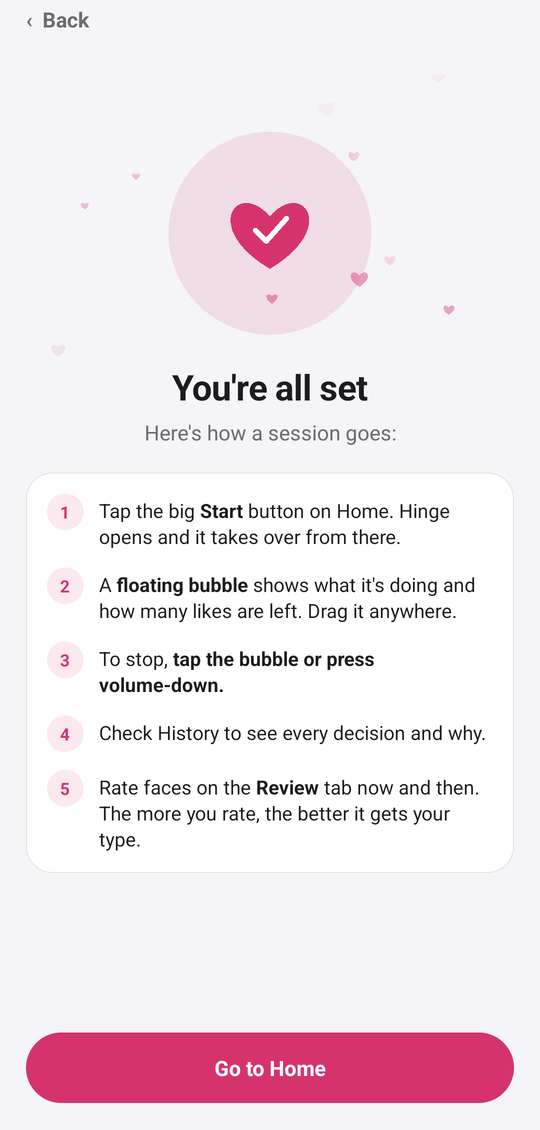 ‹ Back
You're all set
Here's how a session goes:
1 Tap the big Start button on Home. Hinge
opens and it takes over from there.
2 A floating bubble shows what it's doing and
how many likes are left. Drag it anywhere.
3 To stop, tap the bubble or press
volume-down.
4 Check History to see every decision and why.
5 Rate faces on the Review tab now and then.
The more you rate, the better it gets your
type.
Go to Home